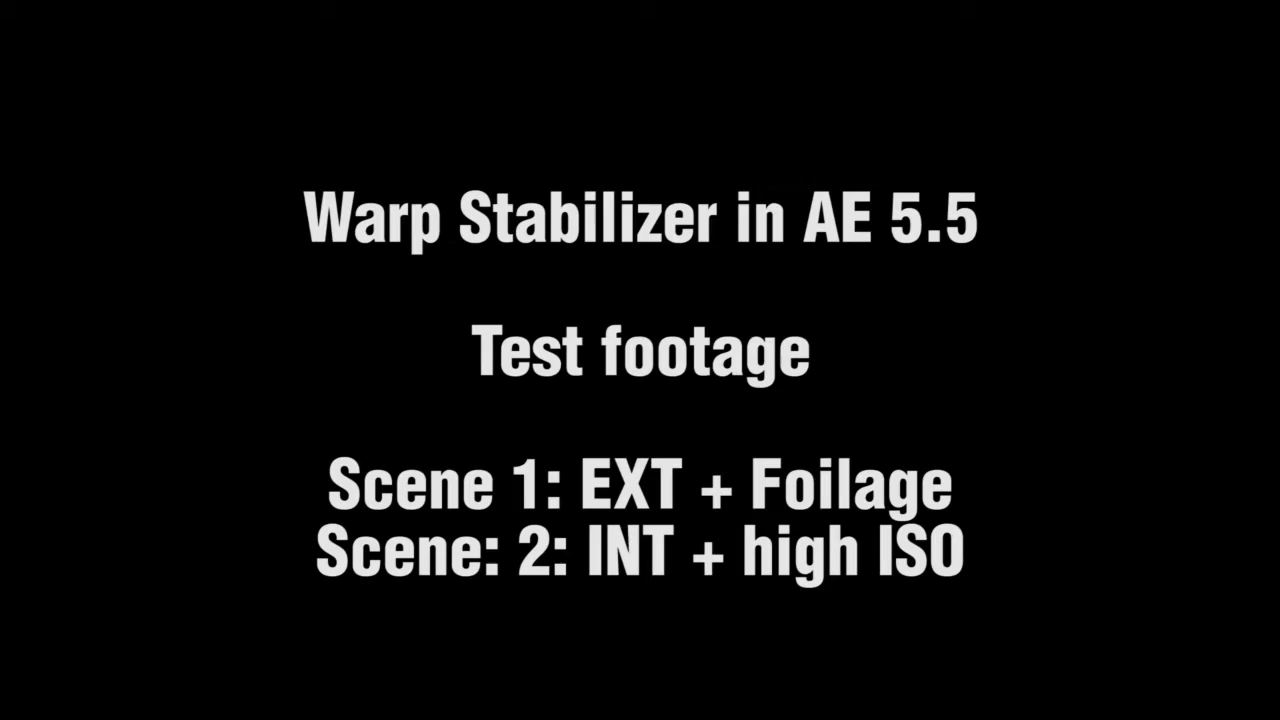 Warp Stabilizer in AE 5.5
Test footage
Scene 1: EXT + Foilage
Scene: 2: INT + high ISO